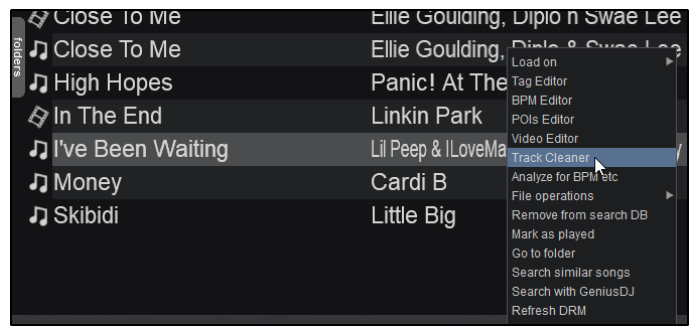 Close To Me Ellie Goulding, Diplo n Swae Lee
folders
Close To Me Ellie Goulding, Diplo & Swae Lee
High Hopes Panic! At The
In The End Linkin Park
I've Been Waiting Lil Peep & ILoveMa
Money Cardi B
Skibidi Little Big
Load on
Tag Editor
BPM Editor
POIs Editor
Video Editor
Track Cleaner
Analyze for BPM etc
File operations
Remove from search DB
Mark as played
Go to folder
Search similar songs
Search with GeniusDJ
Refresh DRM